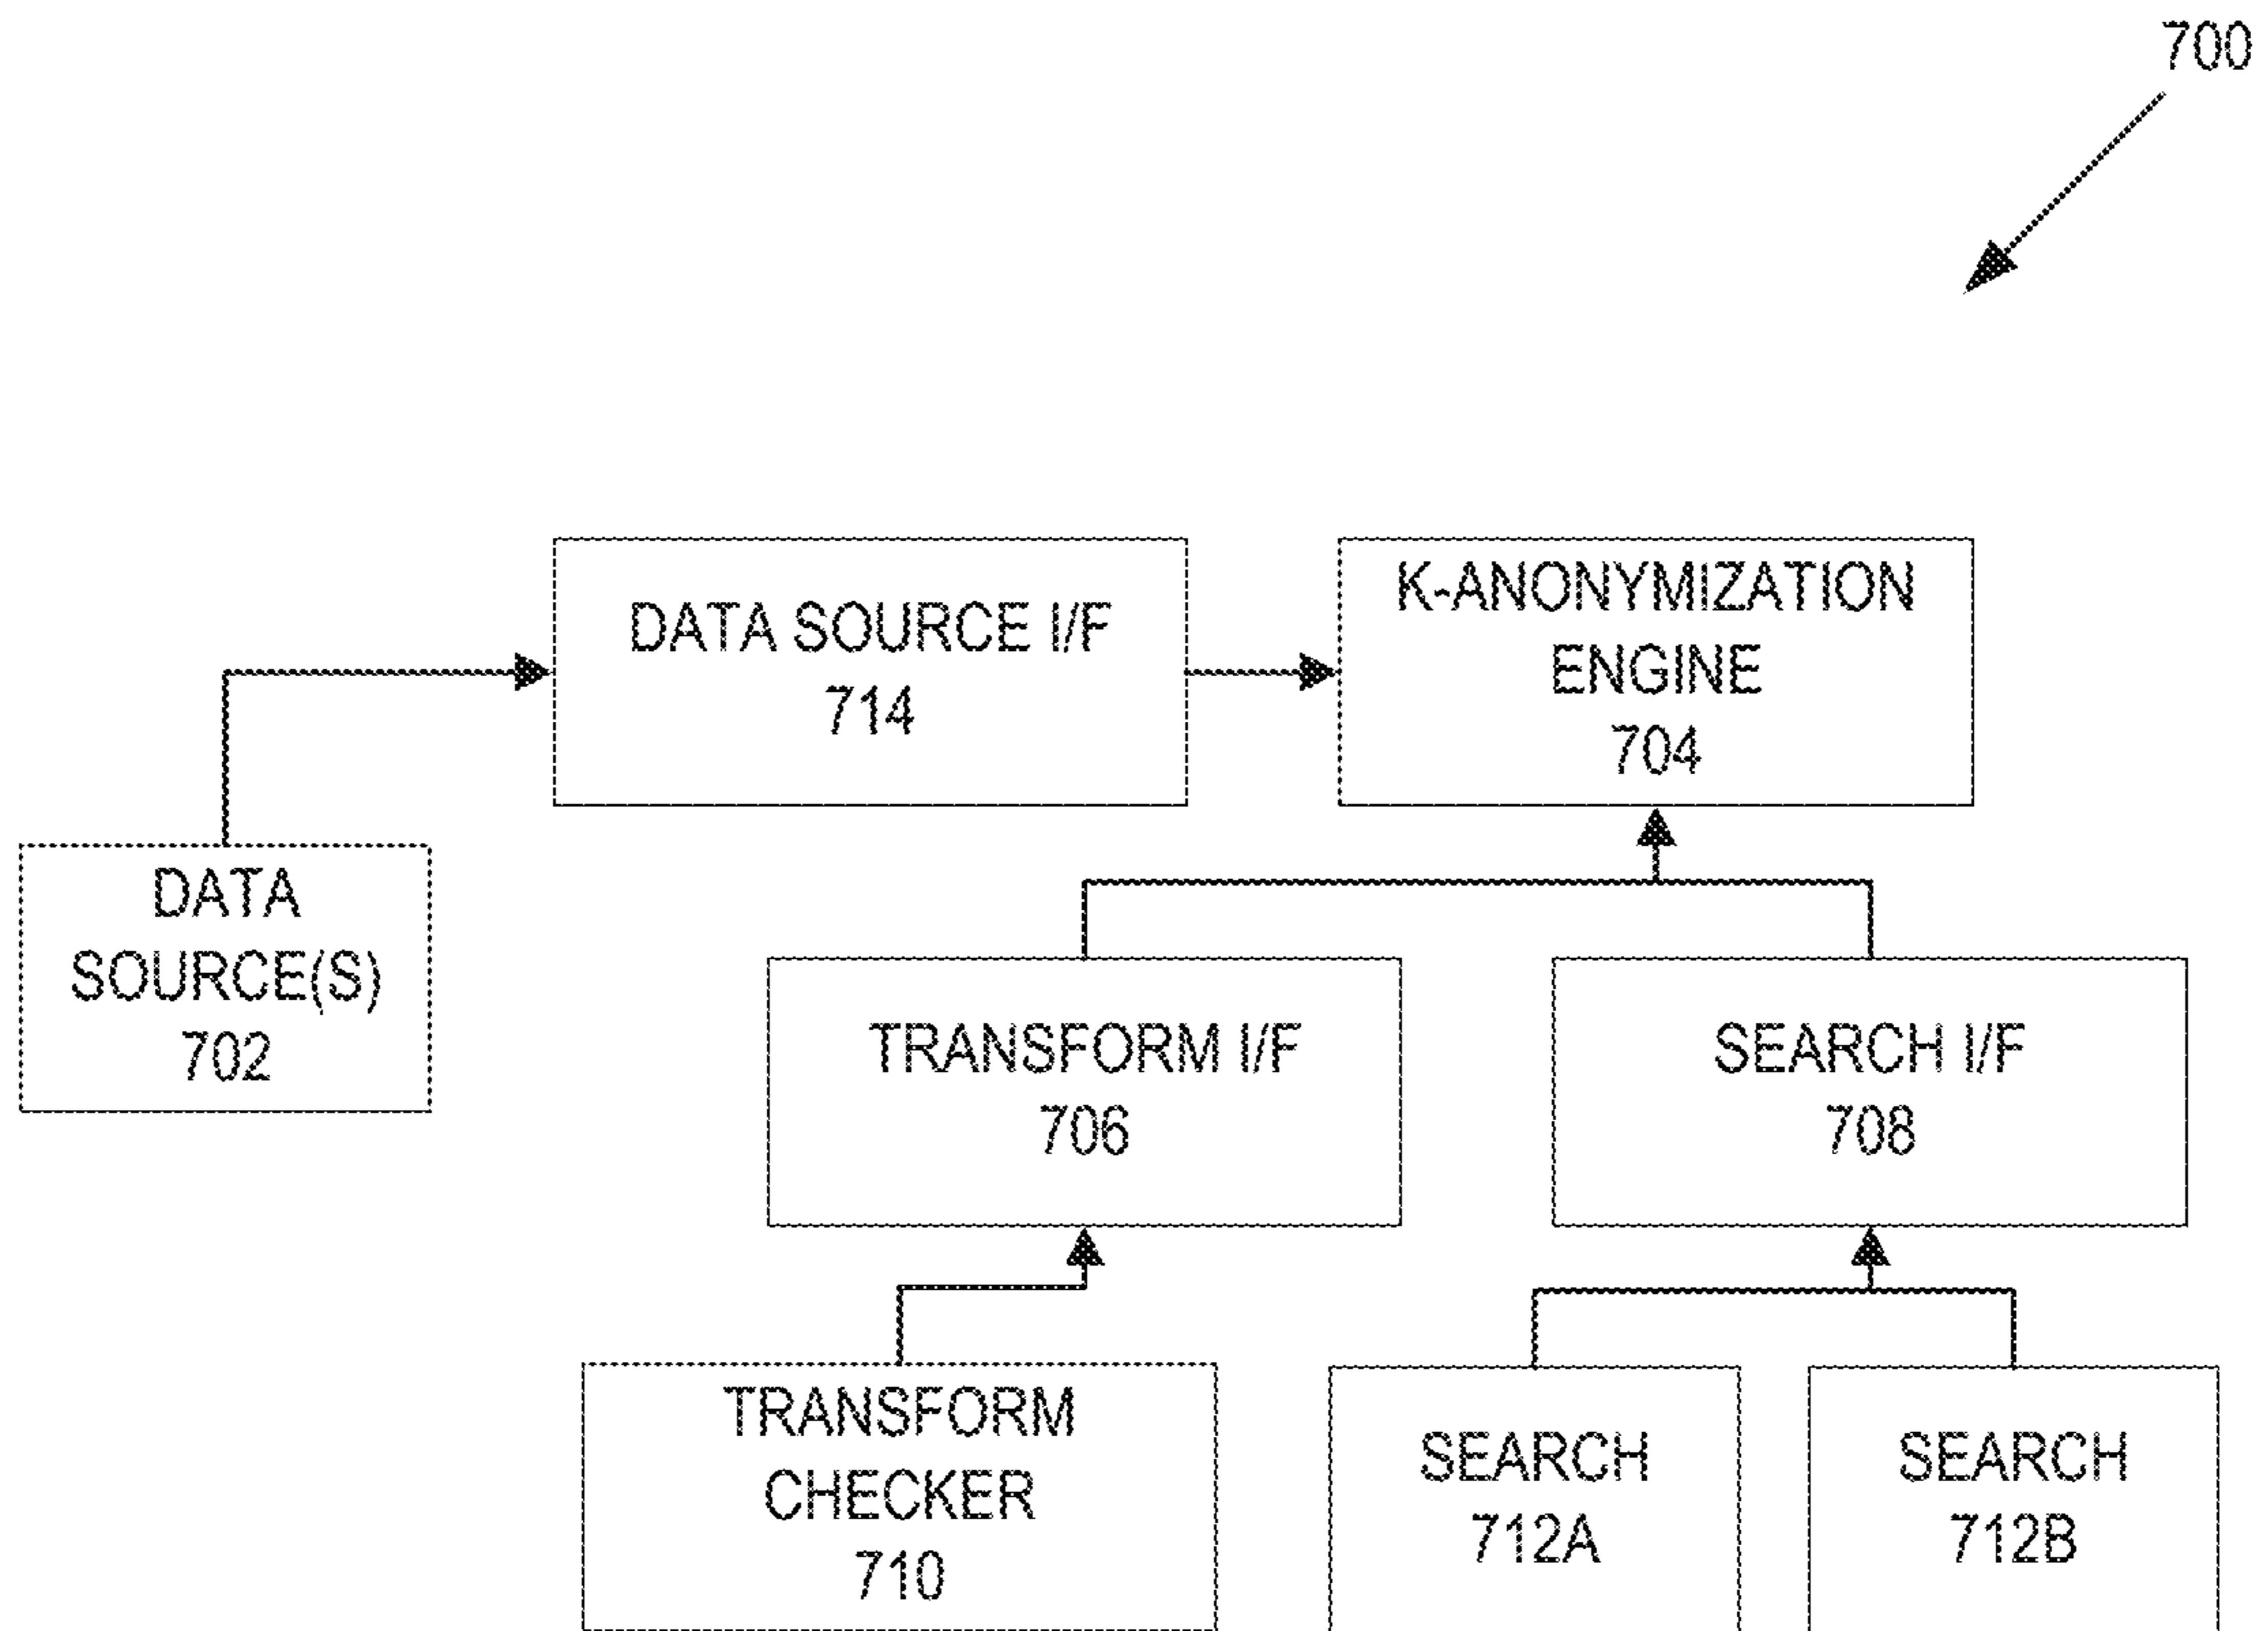 700
DATA SOURCE I/F
714
K-ANONYMIZATION
ENGINE
704
DATA
SOURCE(S)
702
TRANSFORM I/F
706
SEARCH I/F
708
TRANSFORM
CHECKER
710
SEARCH
712A
SEARCH
712B